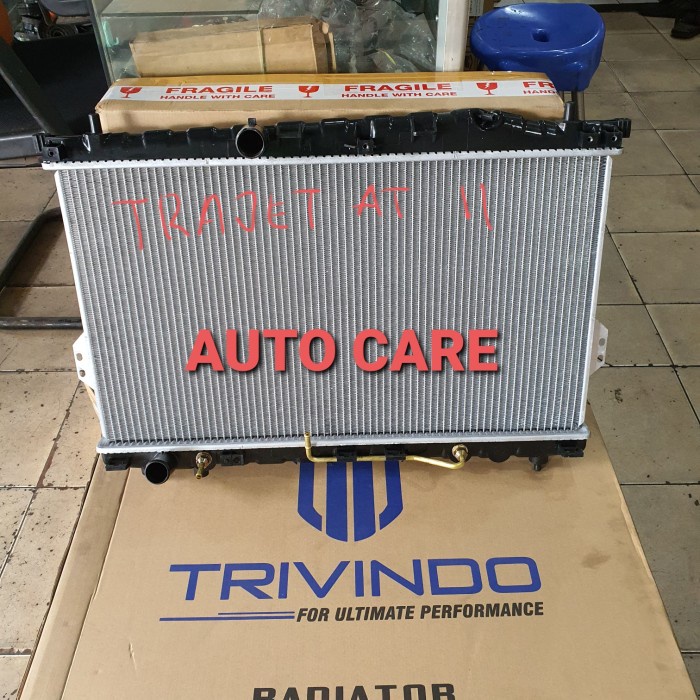 FRAGILE
HANDLE WITH CARE
FRAGILE
HANDLE WITH CARE
TRAJET AT 11
AUTO CARE
TRIVINDO
FOR ULTIMATE PERFORMANCE
RADIATOR